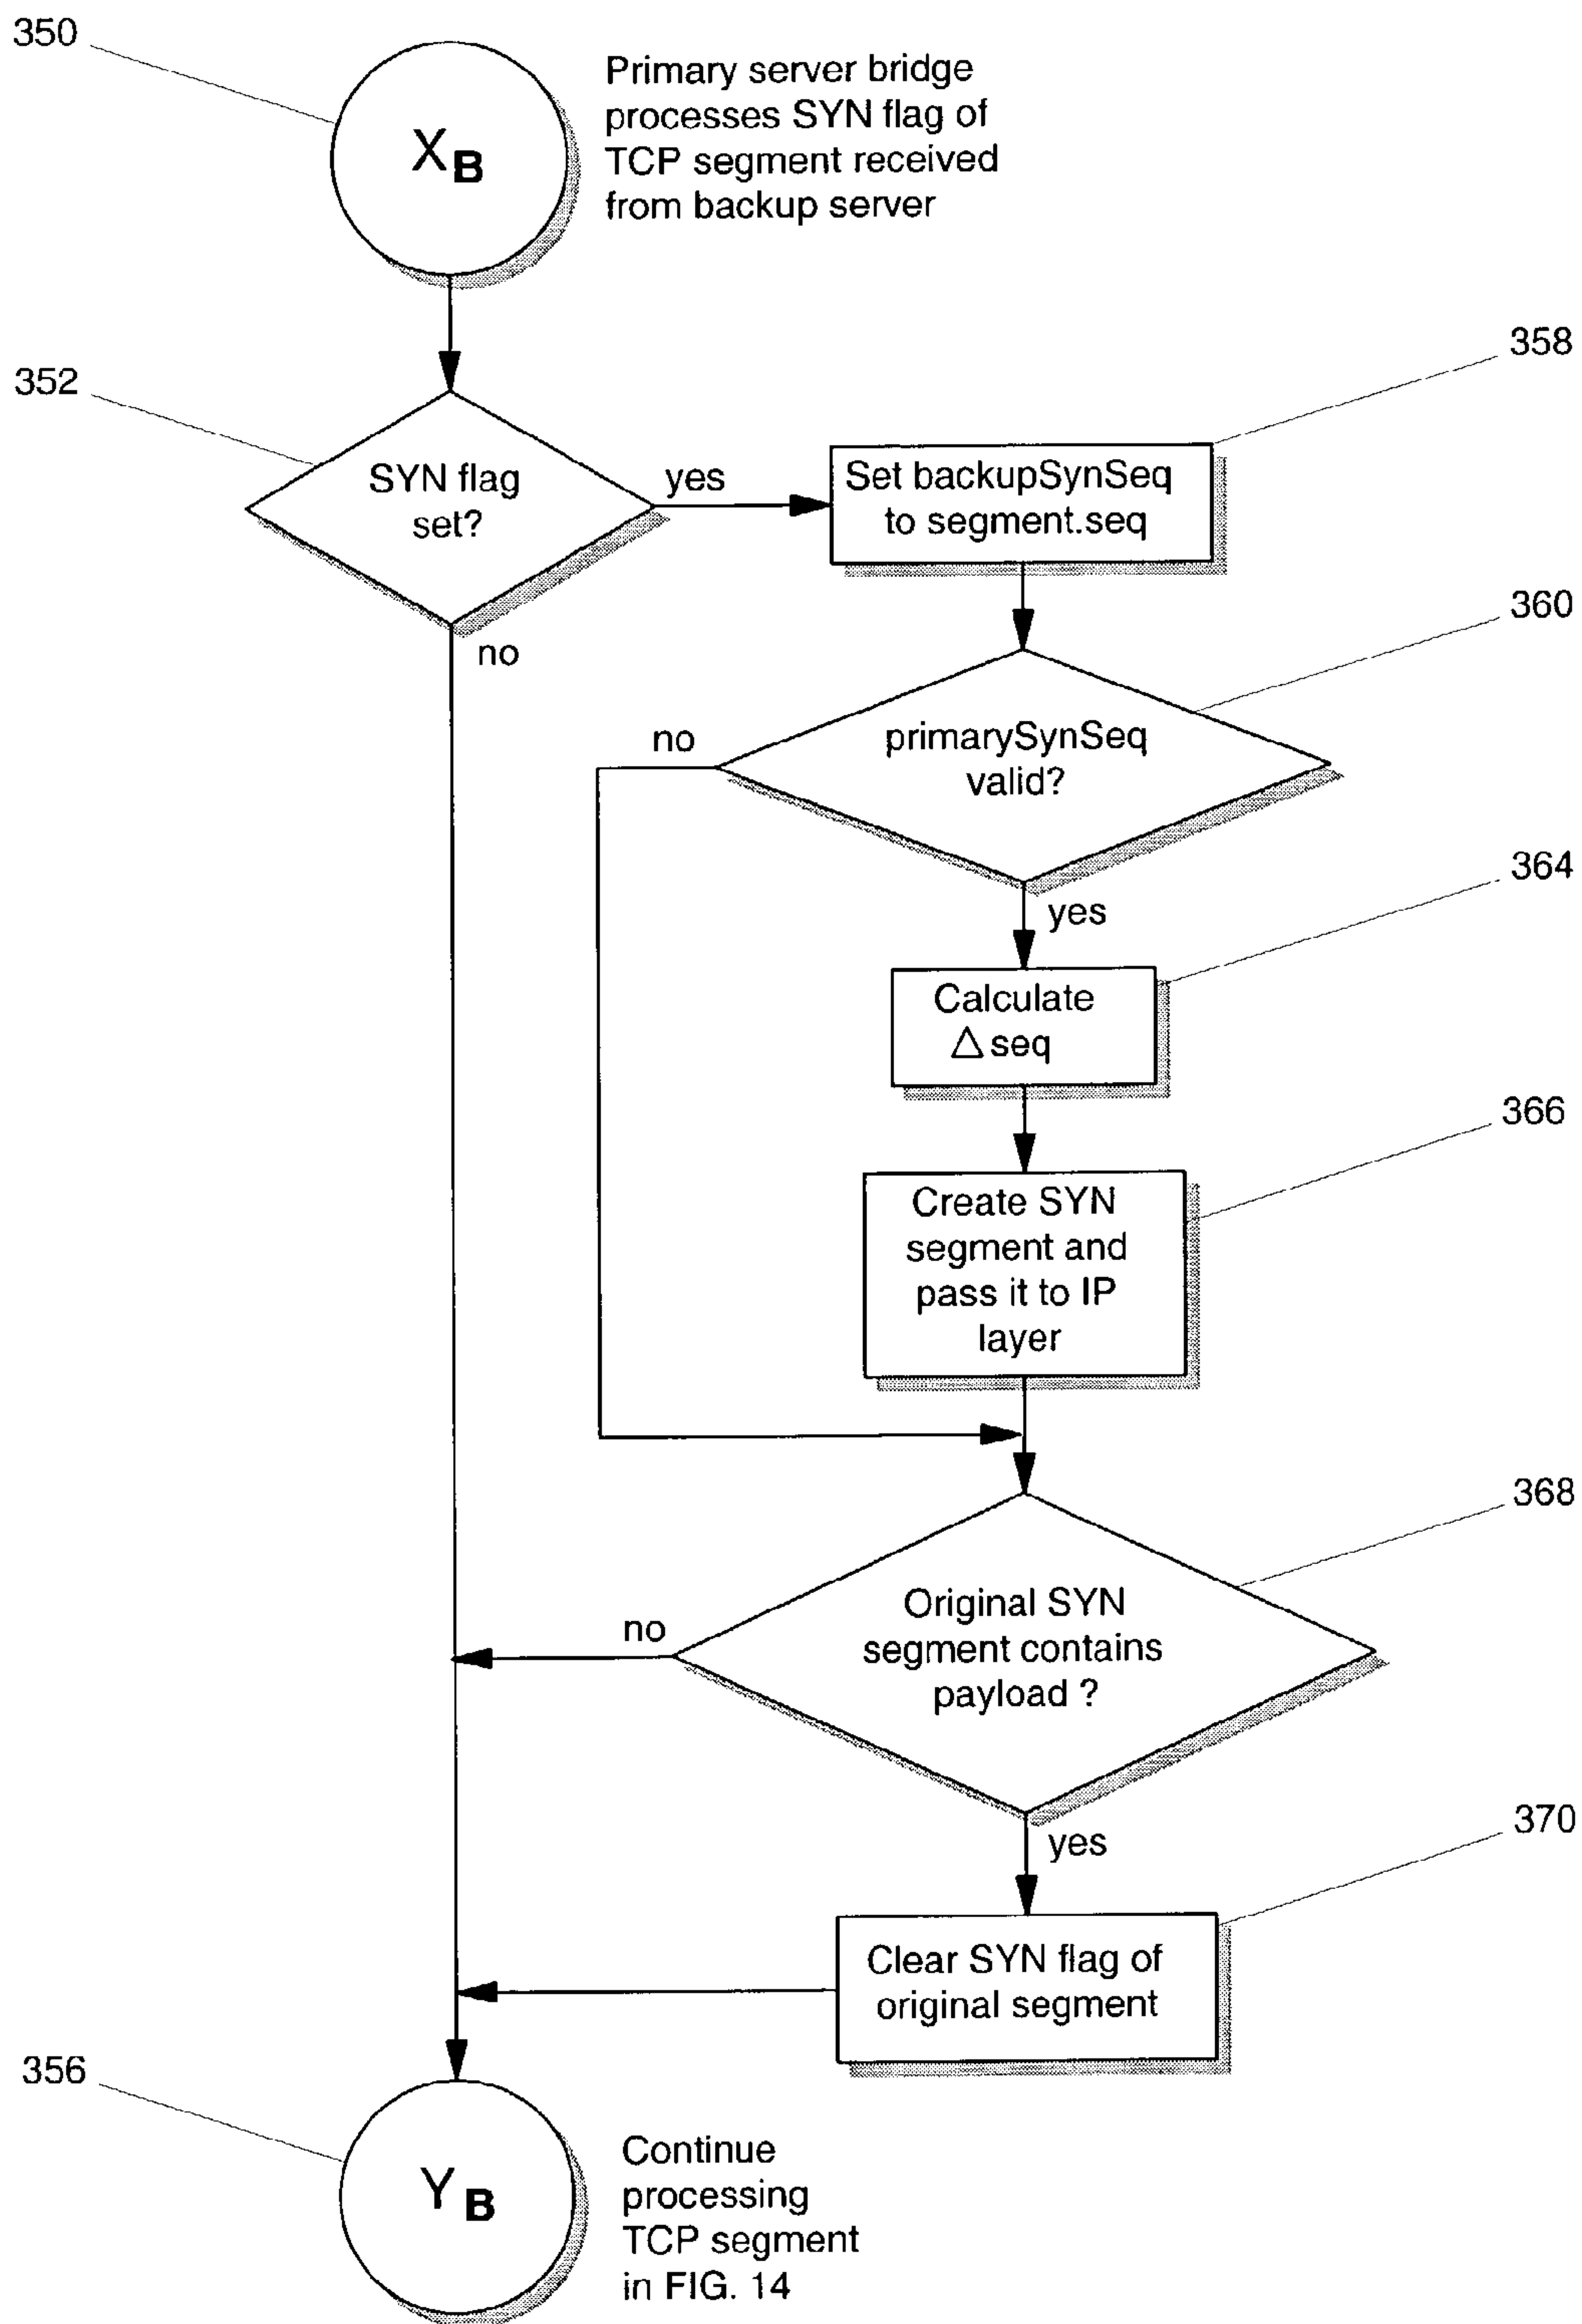 350
X B
Primary server bridge
processes SYN flag of
TCP segment received
from backup server
352
SYN flag
set?
yes
no
358
Set backupSynSeq
to segment.seq
360
primarySynSeq
valid?
no
yes
364
Calculate
△ seq
366
Create SYN
segment and
pass it to IP
layer
368
Original SYN
segment contains
payload ?
no
yes
370
Clear SYN flag of
original segment
356
Y B
Continue
processing
TCP segment
in FIG. 14